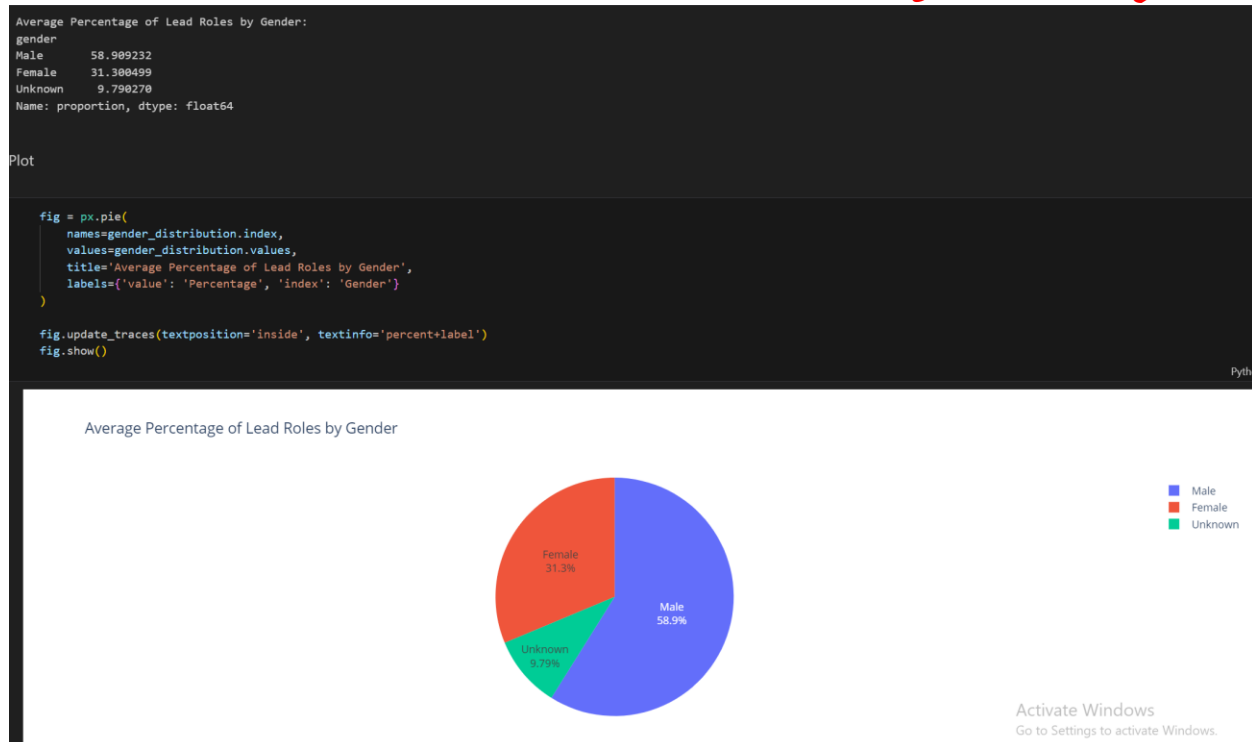 Average Percentage of Lead Roles by Gender:
gender
Male 58.909232
Female 31.300499
Unknown 9.790270
Name: proportion, dtype: float64
Plot
fig = px.pie(
names=gender_distribution.index,
values=gender_distribution.values,
title='Average Percentage of Lead Roles by Gender',
labels={'value': 'Percentage', 'index': 'Gender'}
)
fig.update_traces(textposition='inside', textinfo='percent+label')
fig.show()
Average Percentage of Lead Roles by Gender
Male
Female
Unknown
Female
31.3%
Male
58.9%
Unknown
9.79%
Activate Windows
Go to Settings to activate Windows.